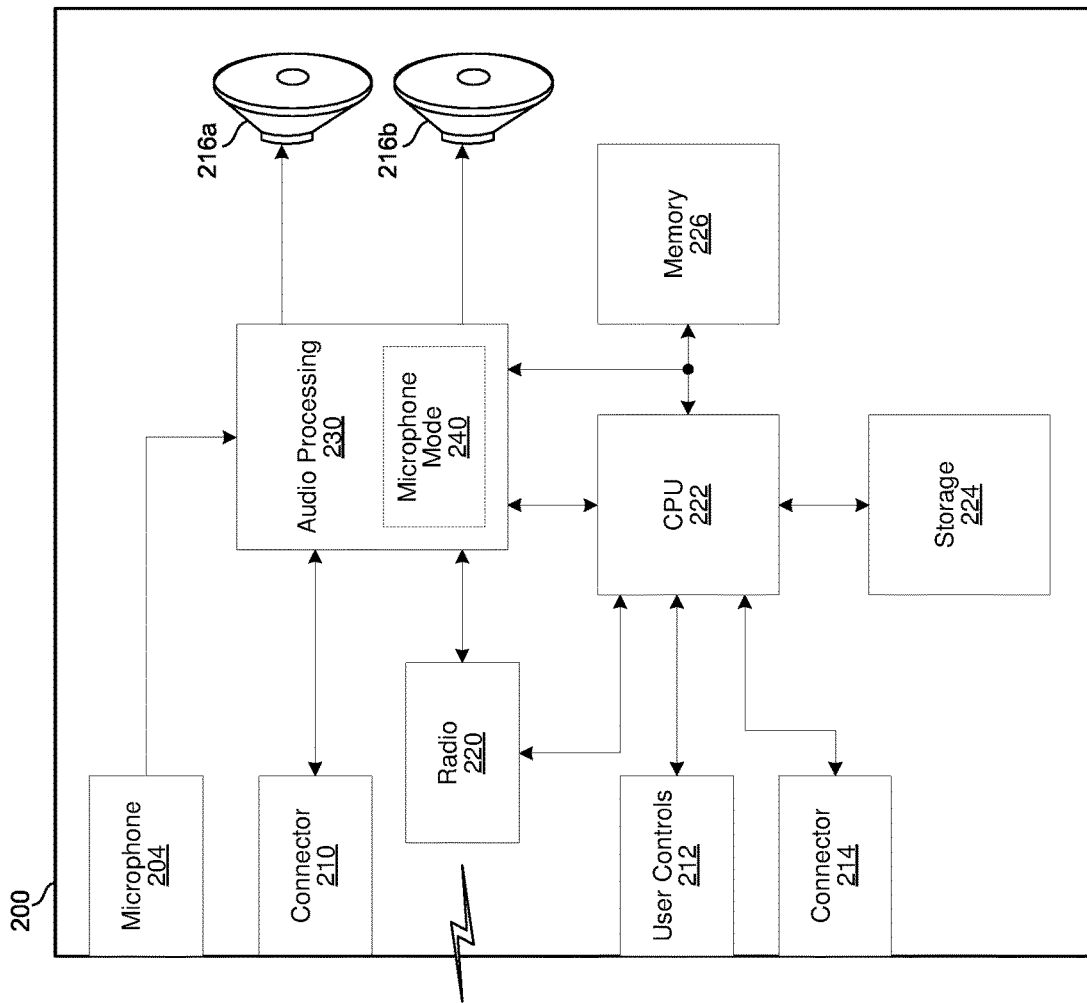 200
Microphone
204
Connector
210
Radio
220
User Controls
212
Connector
214
Audio Processing
230
Microphone
Mode
240
CPU
222
Storage
224
Memory
226
216a
216b